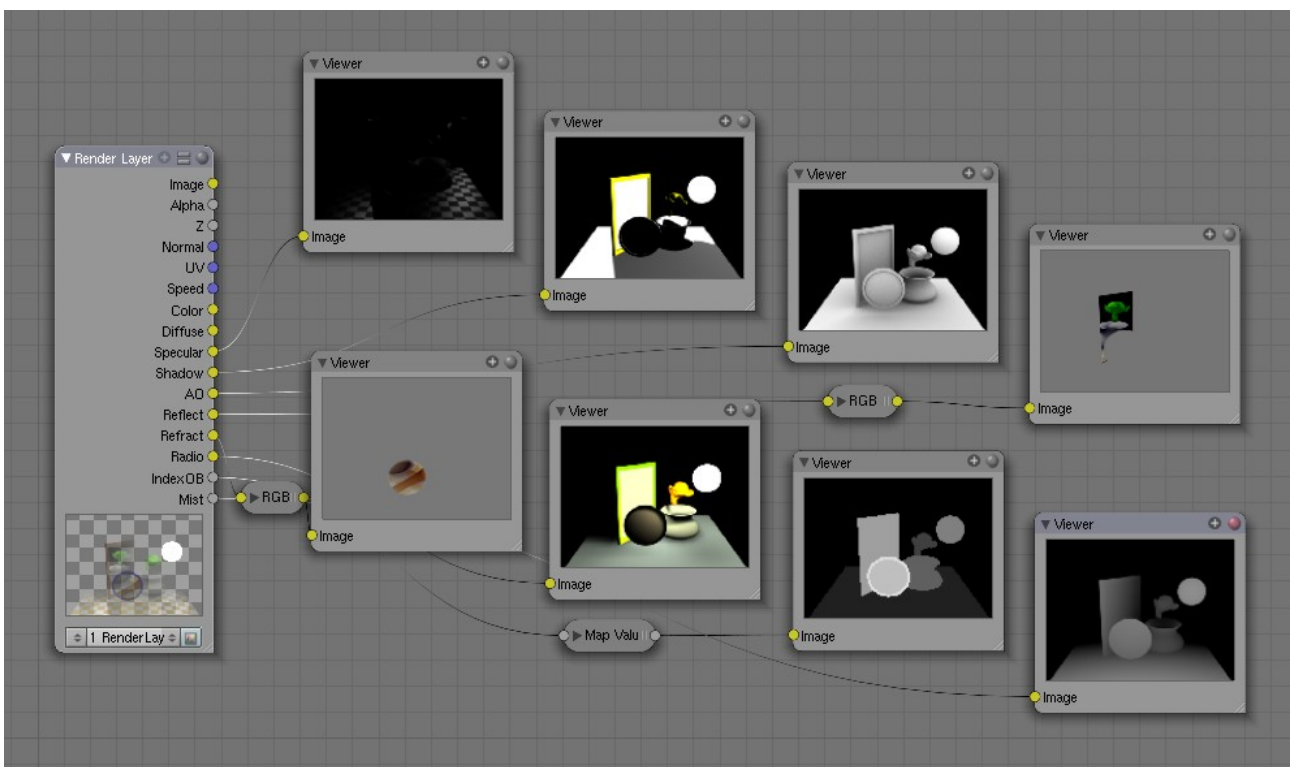 Render Layer
Image
Alpha
Z
Normal
UV
Speed
Color
Diffuse
Specular
Shadow
AO
Reflect
Refract
Radio
IndexOB
Mist
1 RenderLay
RGB
Viewer
Image
Viewer
Image
Viewer
Image
Viewer
Image
RGB
Viewer
Image
Viewer
Image
Map Valu
Viewer
Image
Viewer
Image